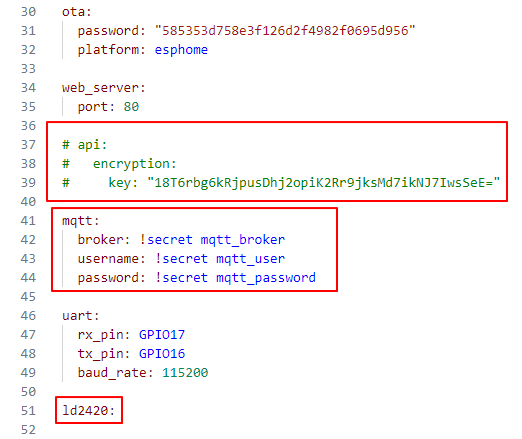 30 ota:
31   password: "585353d758e3f126d2f4982f0695d956"
32   platform: esphome
33
34 web_server:
35   port: 80
36
37 # api:
38 #   encryption:
39 #     key: "18T6rbg6kRjpusDhj2opiK2Rr9jksMd7ikNJ7IwsSeE="
40
41 mqtt:
42   broker: !secret mqtt_broker
43   username: !secret mqtt_user
44   password: !secret mqtt_password
45
46 uart:
47   rx_pin: GPIO17
48   tx_pin: GPIO16
49   baud_rate: 115200
50
51 ld2420:
52